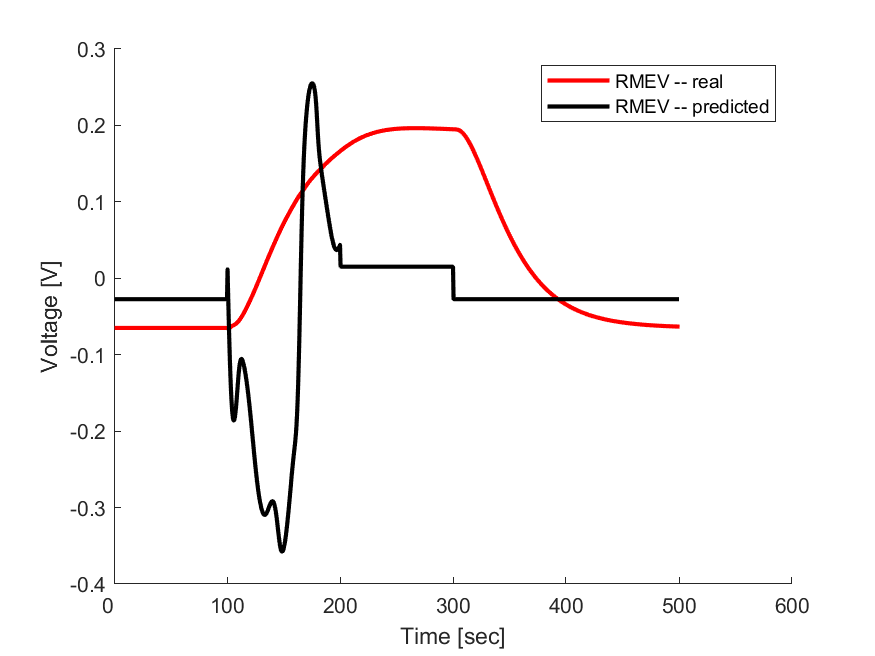 0.3
0.2
0.1
0
-0.1
-0.2
-0.3
-0.4
Voltage [V]
RMEV -- real
RMEV -- predicted
0 100 200 300 400 500 600
Time [sec]